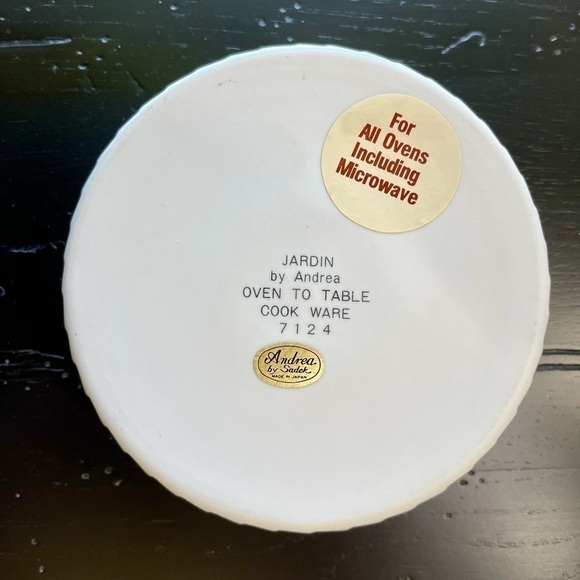 For
All Ovens
Including
Microwave
JARDIN
by Andrea
OVEN TO TABLE
COOK WARE
7124
Andrea
by Sadek
MADE IN JAPAN